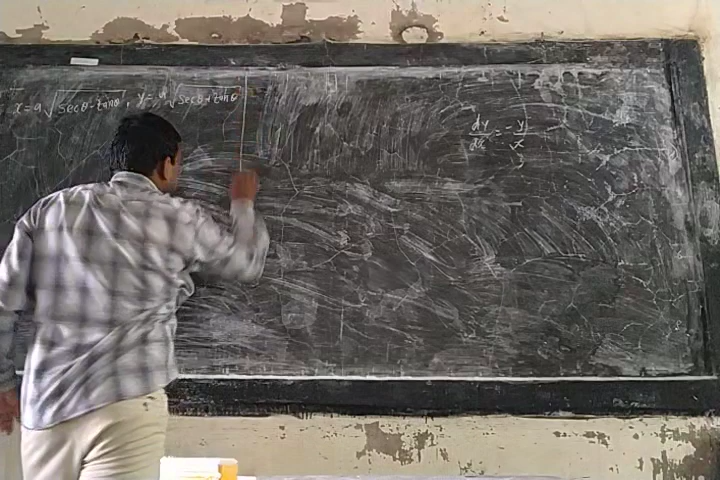 x = a √(secθ - tanθ) , y = a √(secθ + tanθ)
dy/dx = -y/x